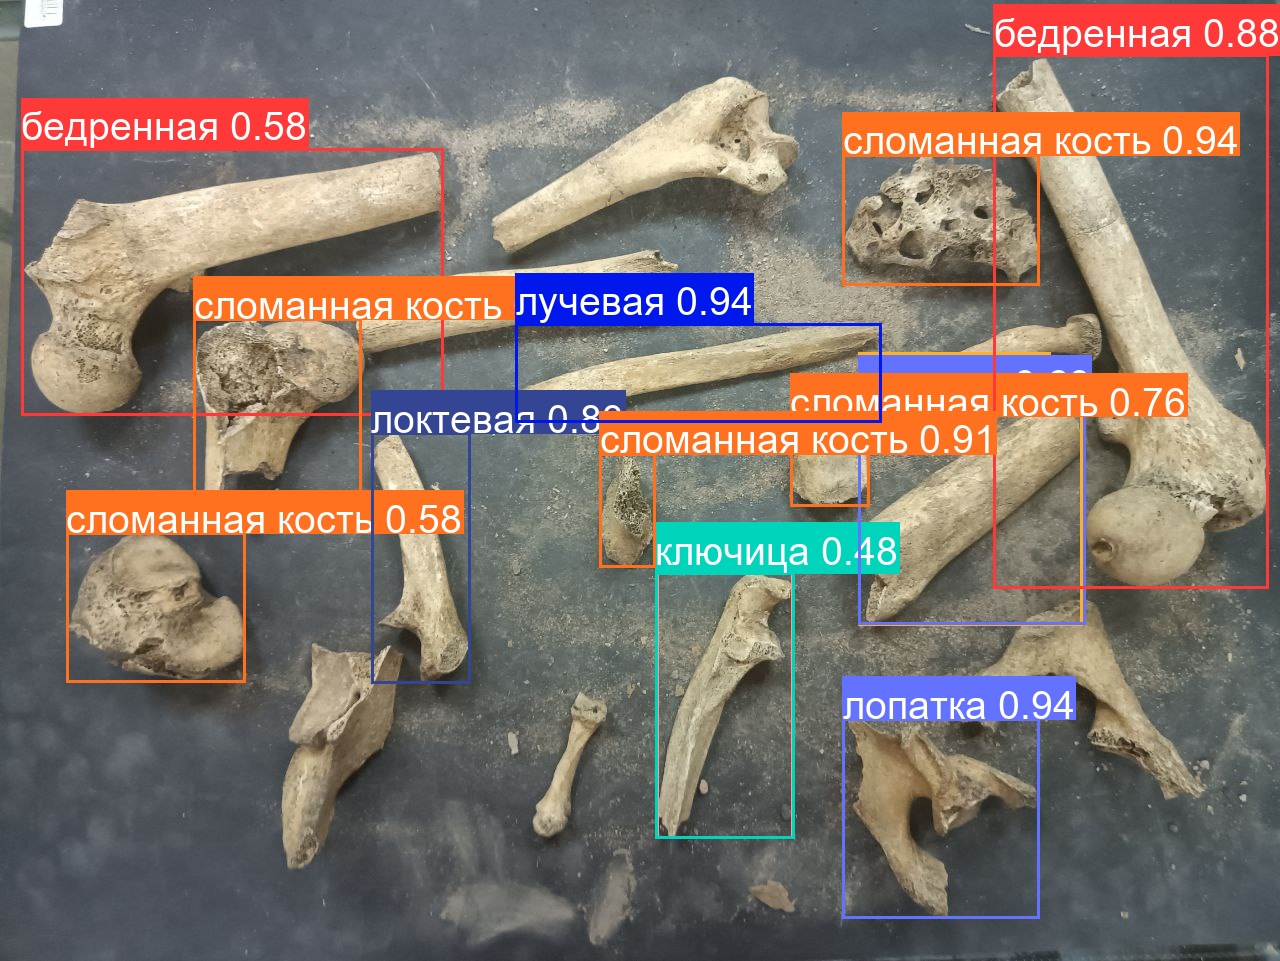 бедренная 0.88
бедренная 0.58
сломанная кость 0.94
сломанная кость
лучевая 0.94
сломанная кость 0.76
локтевая 0.8
сломанная кость 0.91
сломанная кость 0.58
ключица 0.48
лопатка 0.94